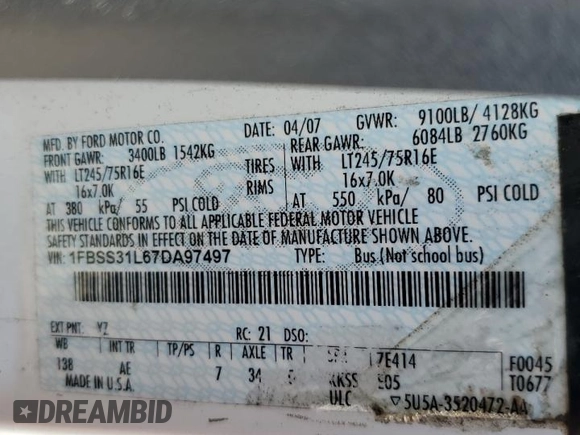 MFD. BY FORD MOTOR CO.
DATE: 04/07 GVWR: 9100LB/ 4128KG
FRONT GAWR: 3400LB 1542KG
REAR GAWR: 6084LB 2760KG
WITH LT245/75R16E TIRES
WITH LT245/75R16E
16x7.0K RIMS
16x7.0K
AT 380 kPa/ 55 PSI COLD
AT 550 kPa/ 80 PSI COLD
THIS VEHICLE CONFORMS TO ALL APPLICABLE FEDERAL MOTOR VEHICLE
SAFETY STANDARDS IN EFFECT ON THE DATE OF MANUFACTURE SHOWN ABOVE.
VIN: 1FBSS31L67DA97497 TYPE: Bus (Not school bus)
EXT PNT: YZ RC: 21 DSO:
WB INT TR TP/PS R AXLE TR 7E414 F0045
138 AE 7 34 T0677
MADE IN U.S.A. ULC 5U5A-3520472-AA
AUTOBIDMASTER